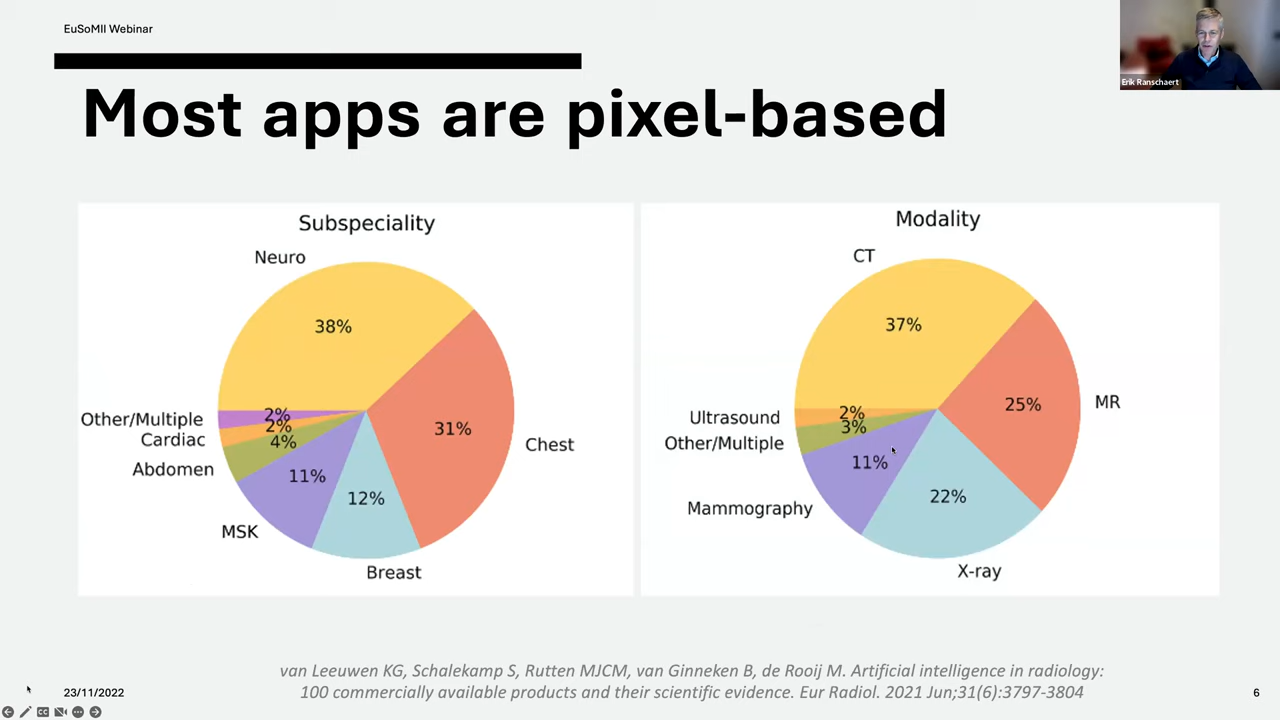 EuSoMII Webinar
Erik Ranschaert
Most apps are pixel-based
Subspeciality
Neuro
38%
31%
Chest
12%
Breast
11%
MSK
4%
Abdomen
2%
Cardiac
2%
Other/Multiple
Modality
CT
37%
25%
MR
22%
X-ray
11%
Mammography
3%
Other/Multiple
2%
Ultrasound
van Leeuwen KG, Schalekamp S, Rutten MJCM, van Ginneken B, de Rooij M. Artificial intelligence in radiology:
100 commercially available products and their scientific evidence. Eur Radiol. 2021 Jun;31(6):3797-3804
23/11/2022
6